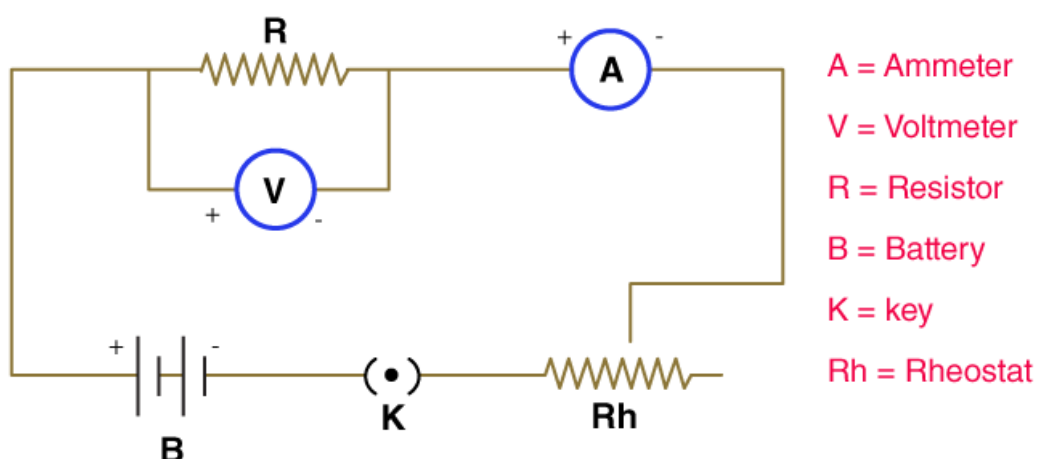 R
+ -
A
V
+ -
+ -
B
K
Rh
A = Ammeter
V = Voltmeter
R = Resistor
B = Battery
K = key
Rh = Rheostat